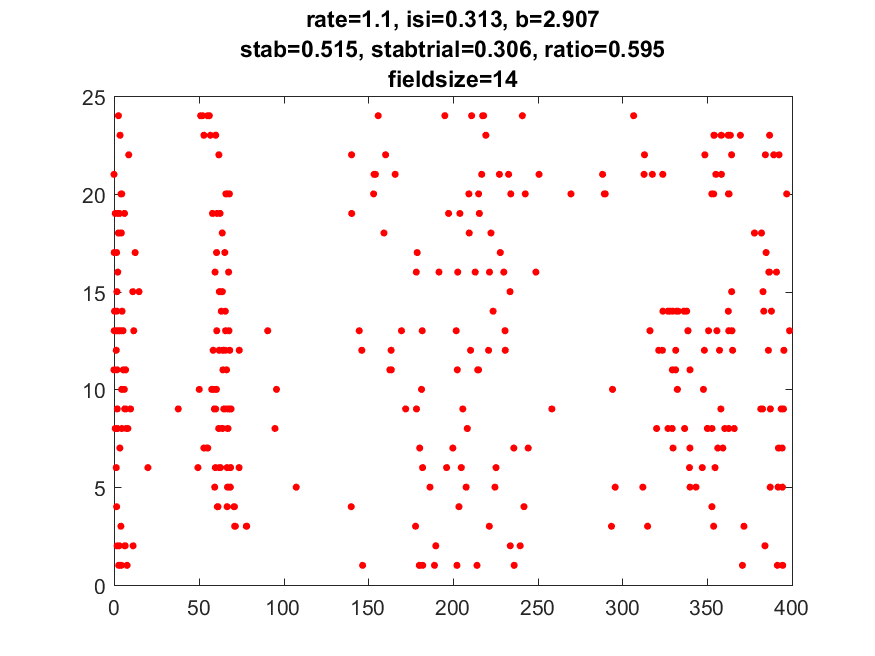 rate=1.1, isi=0.313, b=2.907
stab=0.515, stabtrial=0.306, ratio=0.595
fieldsize=14
25
20
15
10
5
0
0 50 100 150 200 250 300 350 400